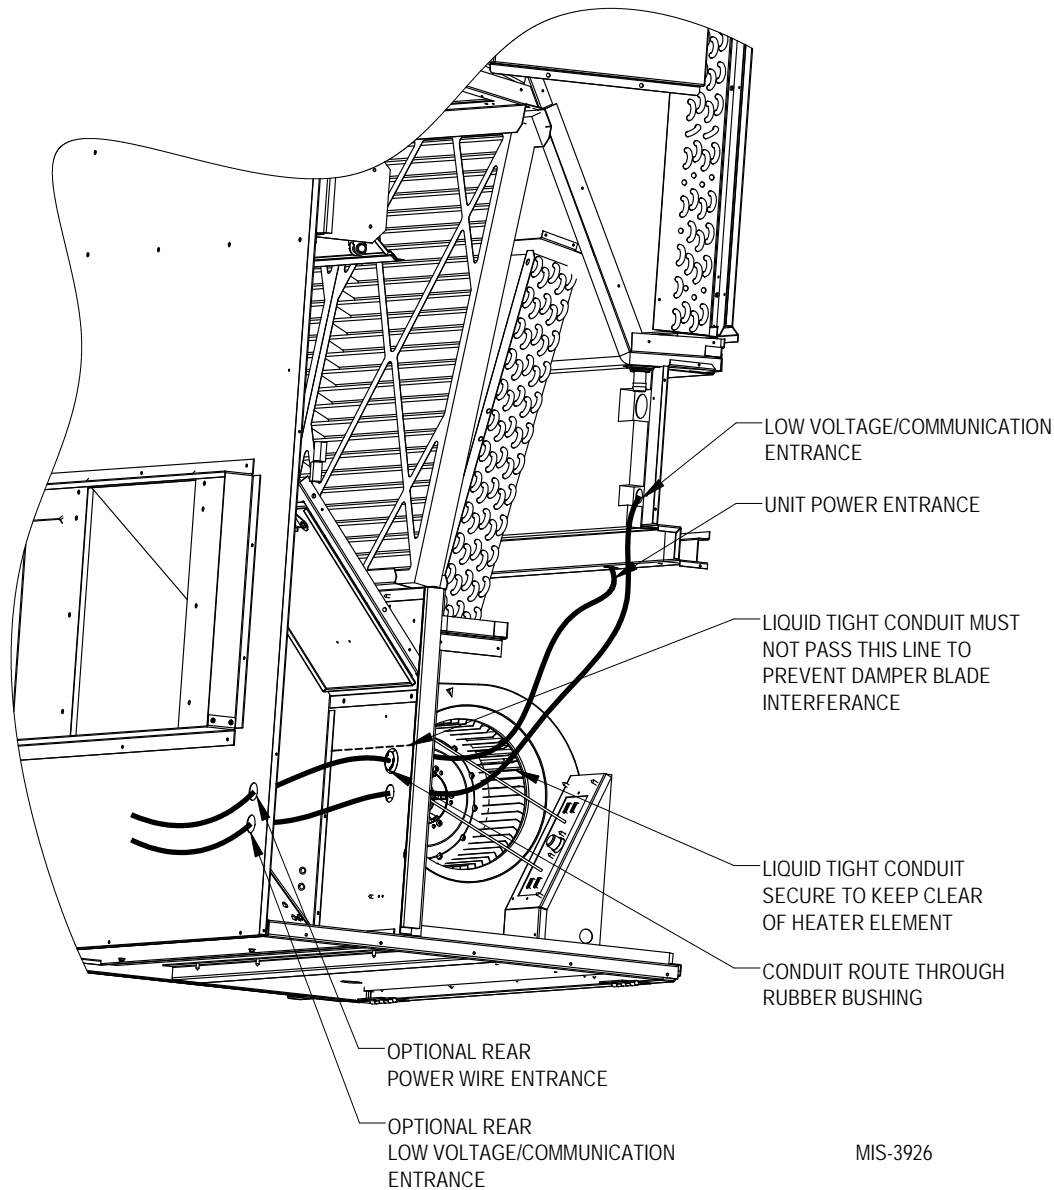 LOW VOLTAGE/COMMUNICATION
ENTRANCE
UNIT POWER ENTRANCE
LIQUID TIGHT CONDUIT MUST
NOT PASS THIS LINE TO
PREVENT DAMPER BLADE
INTERFERANCE
LIQUID TIGHT CONDUIT
SECURE TO KEEP CLEAR
OF HEATER ELEMENT
CONDUIT ROUTE THROUGH
RUBBER BUSHING
OPTIONAL REAR
POWER WIRE ENTRANCE
OPTIONAL REAR
LOW VOLTAGE/COMMUNICATION
ENTRANCE
MIS-3926